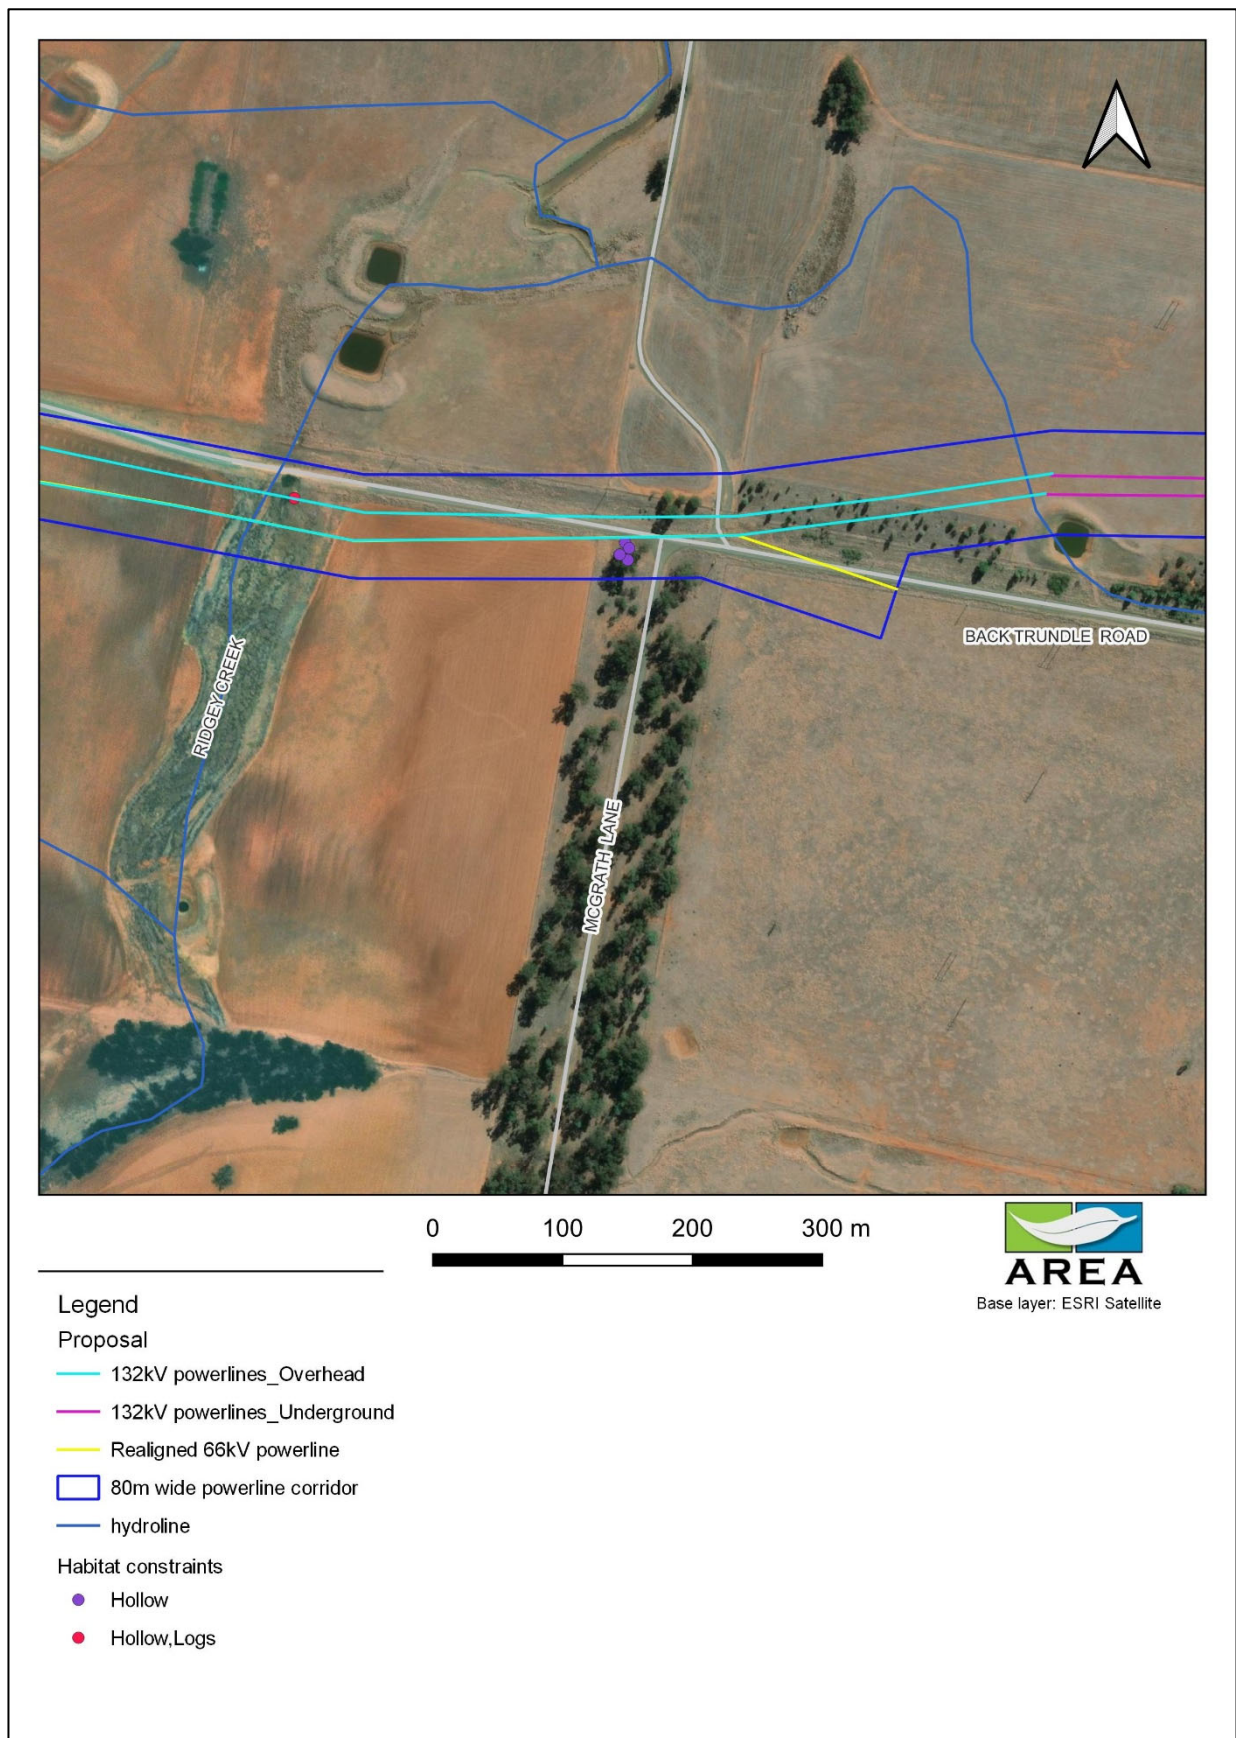 RIDGEY CREEK
MCGRATH LANE
BACK TRUNDLE ROAD
0 100 200 300 m
AREA
Base layer: ESRI Satellite
Legend
Proposal
132kV powerlines_Overhead
132kV powerlines_Underground
Realigned 66kV powerline
80m wide powerline corridor
hydroline
Habitat constraints
Hollow
Hollow,Logs